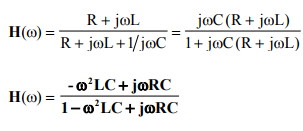 H(ω) = (R + jωL)/(R + jωL + 1/jωC) = jωC (R + jωL)/(1 + jωC (R + jωL))
H(ω) = (-ω²LC + jωRC)/(1 – ω²LC + jωRC)